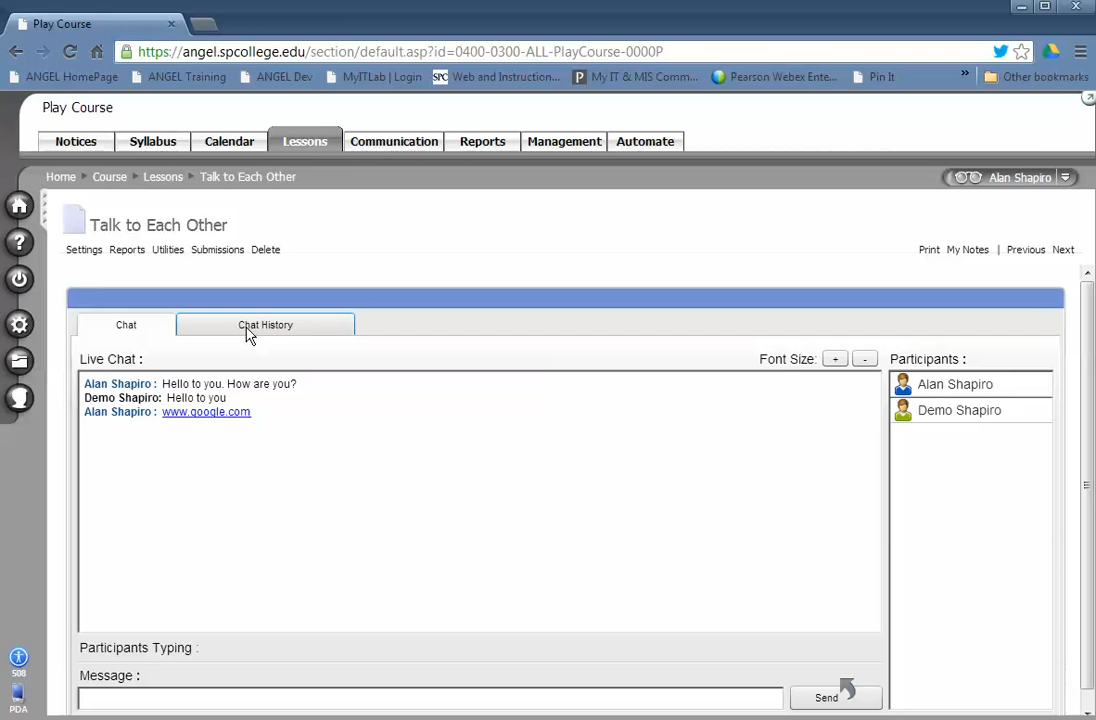 Play Course
https://angel.spcollege.edu/section/default.asp?id=0400-0300-ALL-PlayCourse-0000P
ANGEL HomePage ANGEL Training ANGEL Dev MyITLab | Login SPC Web and Instruction... P My IT & MIS Comm... Pearson Webex Ente... Pin It » Other bookmarks
Play Course
Notices Syllabus Calendar Lessons Communication Reports Management Automate
Home Course Lessons Talk to Each Other Alan Shapiro
Talk to Each Other
Settings Reports Utilities Submissions Delete Print My Notes | Previous Next
Chat Chat History
Live Chat : Font Size: + - Participants :
Alan Shapiro : Hello to you. How are you? Alan Shapiro
Demo Shapiro: Hello to you Demo Shapiro
Alan Shapiro : www.google.com
Participants Typing :
Message :
Send
508
PDA